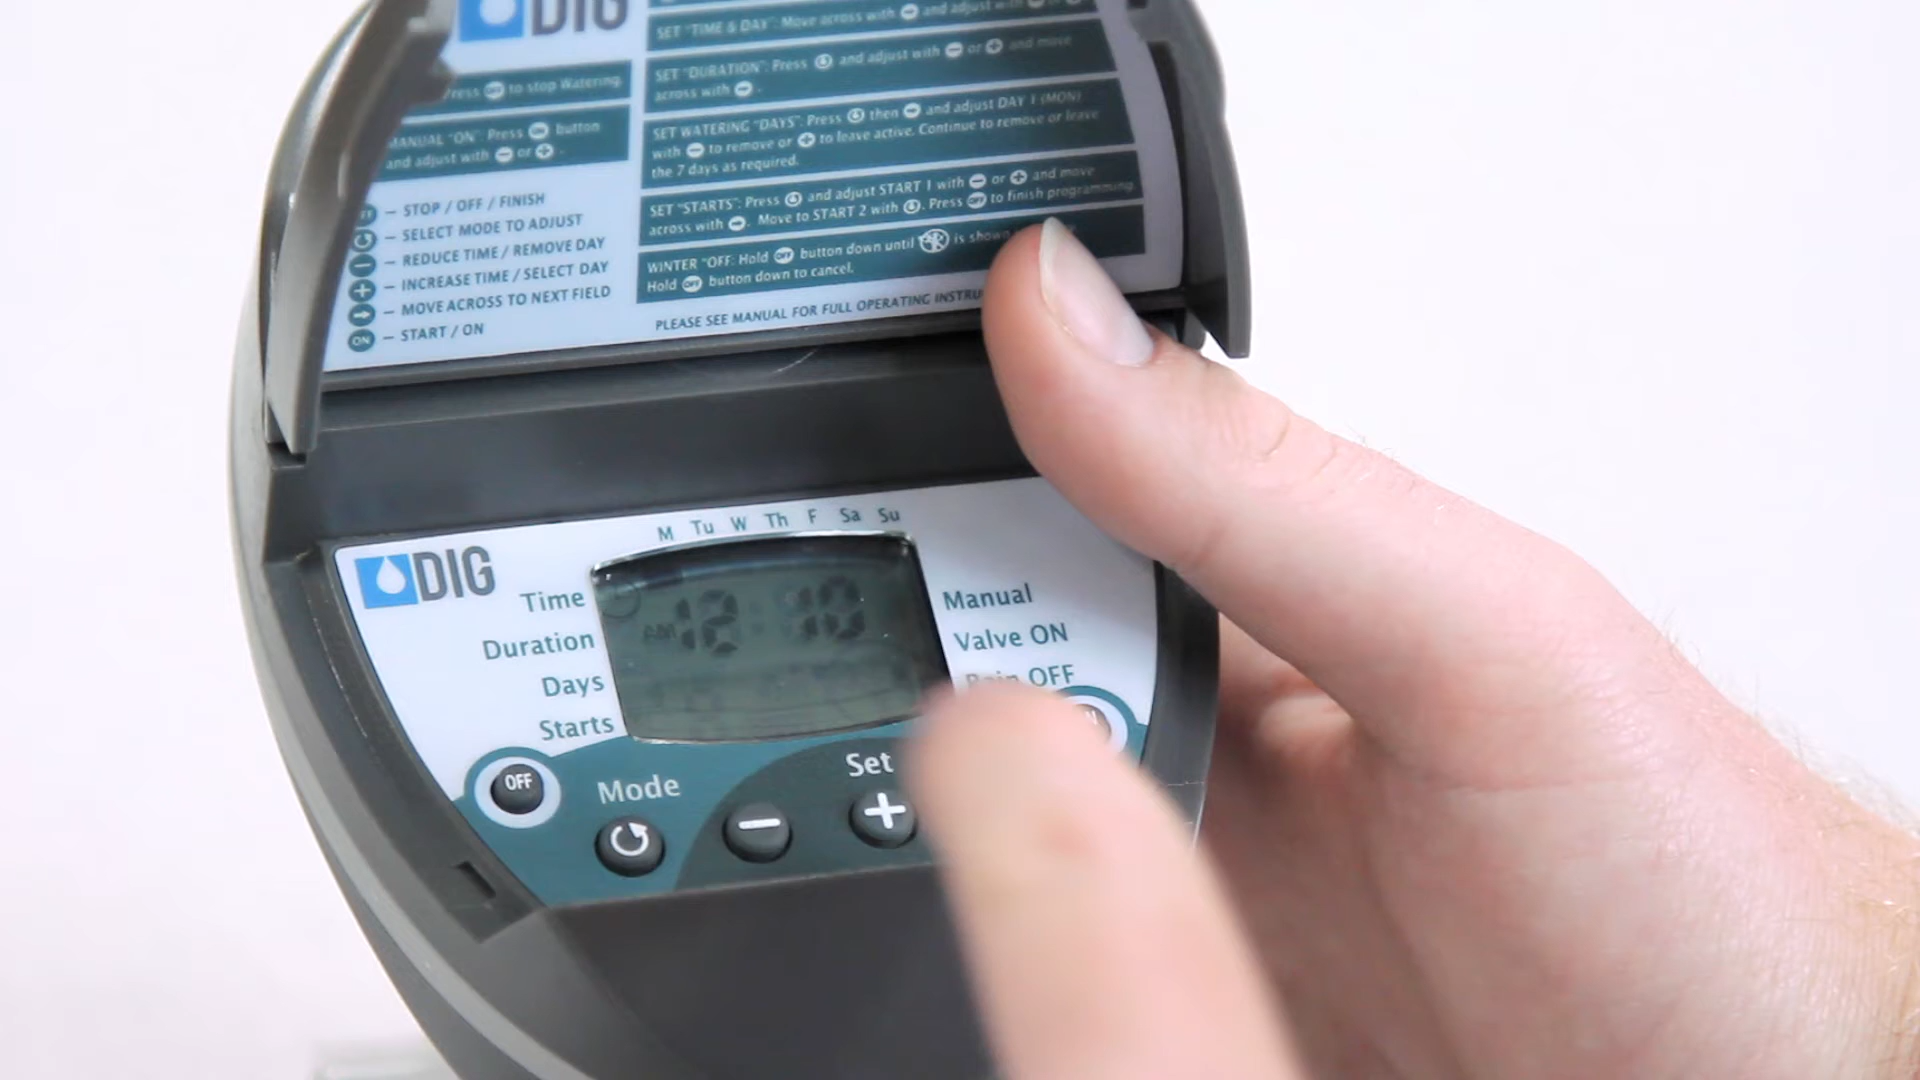 DIG
SET "TIME & DAY": Move across with − and adjust with
Press OFF to stop Watering.
SET "DURATION": Press and adjust with − or + and move
across with .
MANUAL "ON": Press ON button
and adjust with − or + .
SET WATERING "DAYS": Press then and adjust DAY 1 (MON)
with − to remove or + to leave active. Continue to remove or leave
the 7 days as required.
− STOP / OFF / FINISH
− SELECT MODE TO ADJUST
− REDUCE TIME / REMOVE DAY
+ − INCREASE TIME / SELECT DAY
− MOVE ACROSS TO NEXT FIELD
ON − START / ON
SET "STARTS": Press and adjust START 1 with − or + and move
across with . Move to START 2 with . Press OFF to finish programming.
WINTER "OFF: Hold OFF button down until is shown
Hold OFF button down to cancel.
PLEASE SEE MANUAL FOR FULL OPERATING
M Tu W Th F Sa Su
DIG
Time
Duration
Days
Starts
AM 12:10
Manual
Valve ON
Rain OFF
OFF
Mode
Set
− +